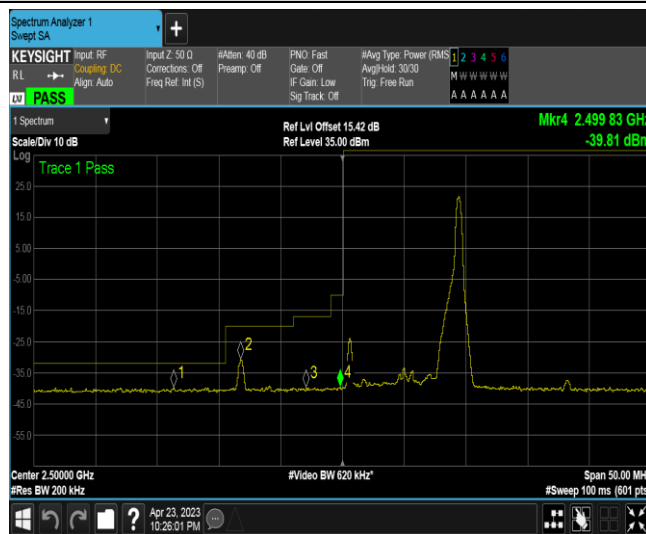 Spectrum Analyzer 1
Swept SA
+
KEYSIGHT Input: RF
RL
Coupling: DC
Align: Auto
Input Z: 50 Ω
Corrections: Off
Freq Ref: Int (S)
#Atten: 40 dB
Preamp: Off
PNO: Fast
Gate: Off
IF Gain: Low
Sig Track: Off
#Avg Type: Power (RMS
Avg|Hold: 30/30
Trig: Free Run
1 2 3 4 5 6
M W W W W W
A A A A A A
LXI PASS
1 Spectrum
Scale/Div 10 dB
Ref Lvl Offset 15.42 dB
Ref Level 35.00 dBm
Mkr4 2.499 83 GHz
-39.81 dBm
Log
Trace 1 Pass
25.0
15.0
5.00
-5.00
-15.0
-25.0
-35.0
-45.0
-55.0
1
2
3
4
Center 2.50000 GHz
#Res BW 200 kHz
#Video BW 620 kHz*
Span 50.00 MH
#Sweep 100 ms (601 pts
?
Apr 23, 2023
10:26:01 PM